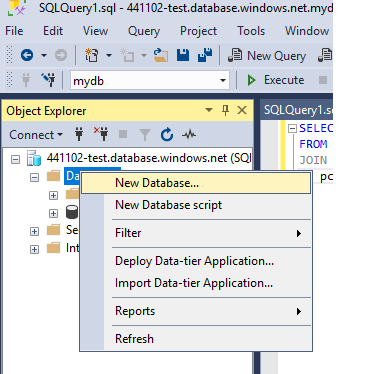 SQLQuery1.sql - 441102-test.database.windows.net.myd
File Edit View Query Project Tools Window
New Query
mydb Execute
Object Explorer
SQLQuery1.s
Connect
SELEC
441102-test.database.windows.net (SQL
FROM
Da
JOIN
New Database...
pc
New Database script
Se
Filter
Int
Deploy Data-tier Application...
Import Data-tier Application...
Reports
Refresh